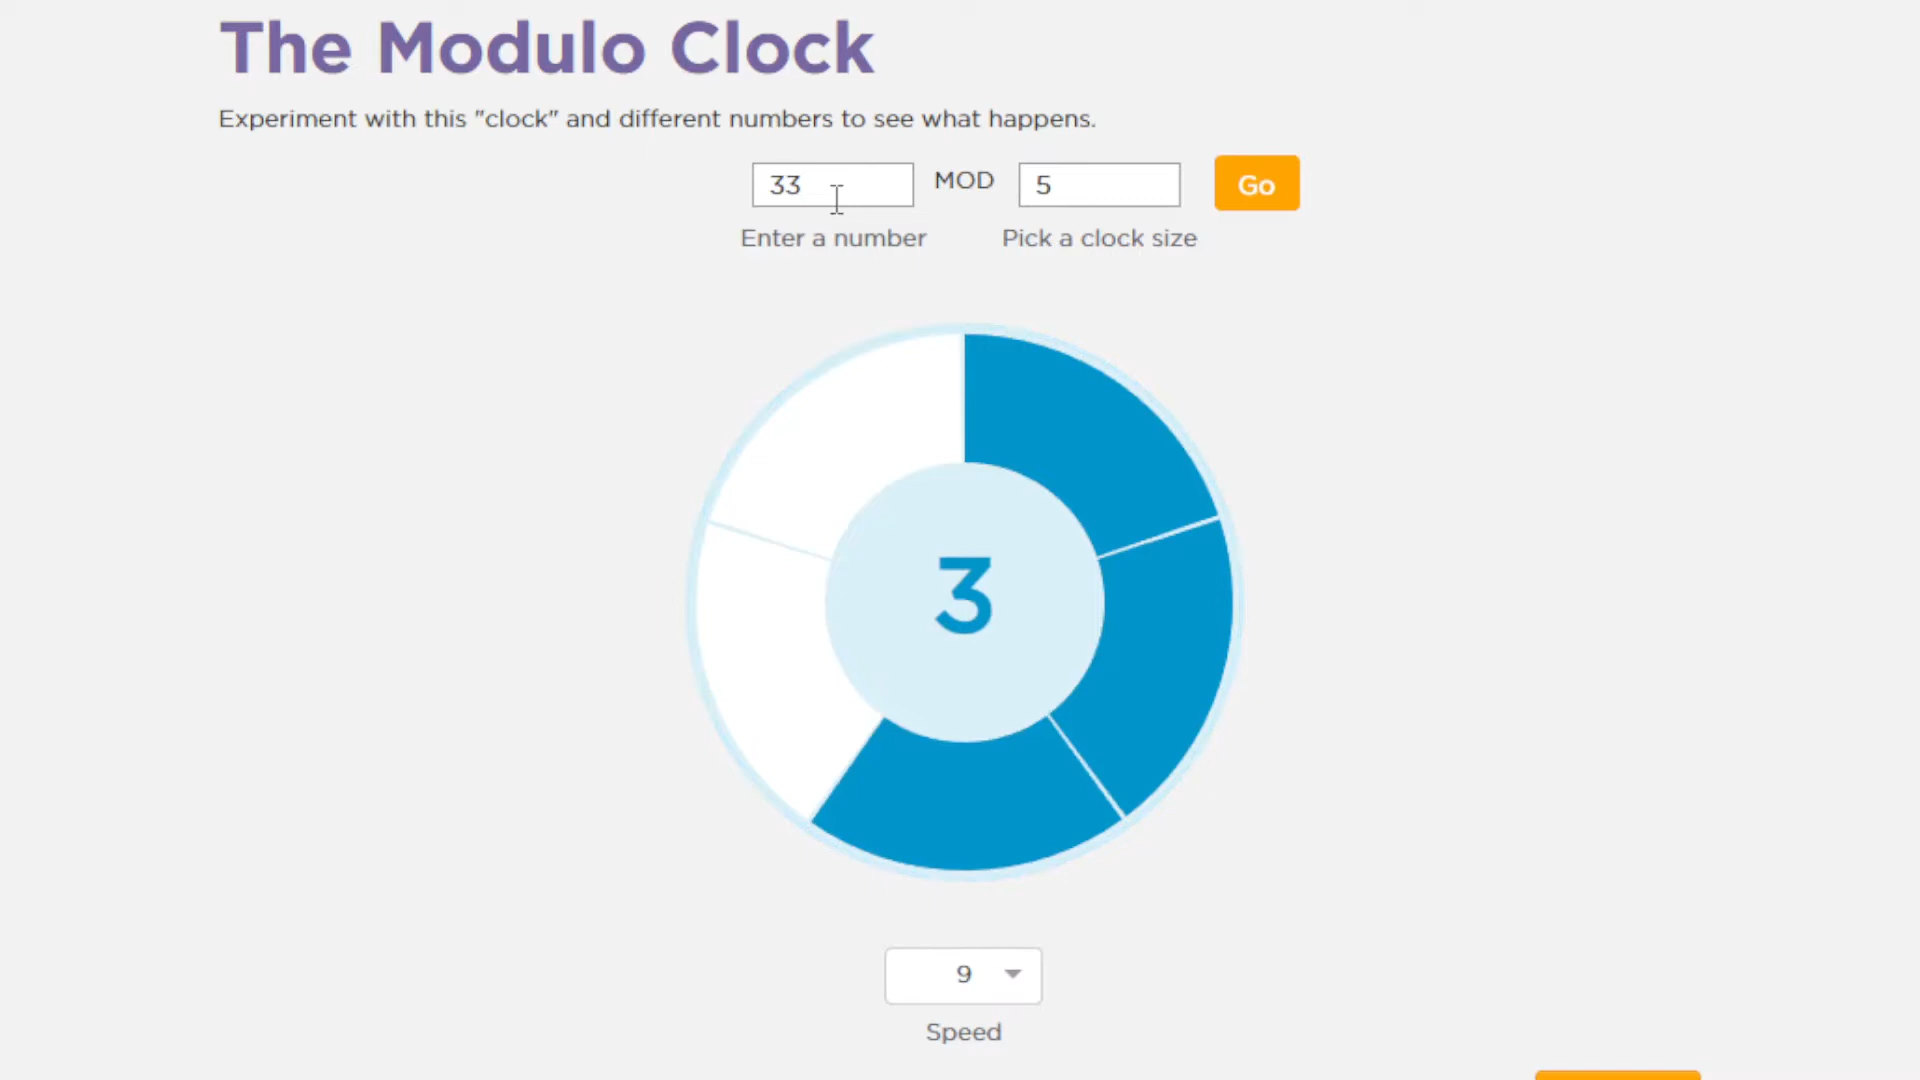 The Modulo Clock
Experiment with this "clock" and different numbers to see what happens.
33 MOD 5 Go
Enter a number Pick a clock size
3
9
Speed